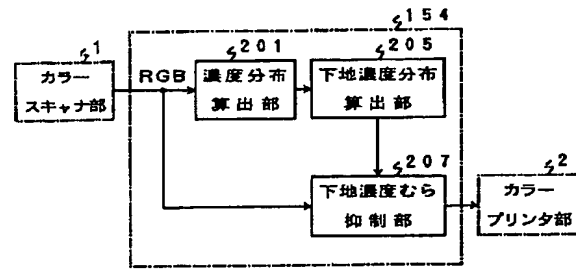 154
1
201
205
カラー
スキャナ部
RGB
濃度分布
算出部
下地濃度分布
算出部
207
2
下地濃度むら
抑制部
カラー
プリンタ部